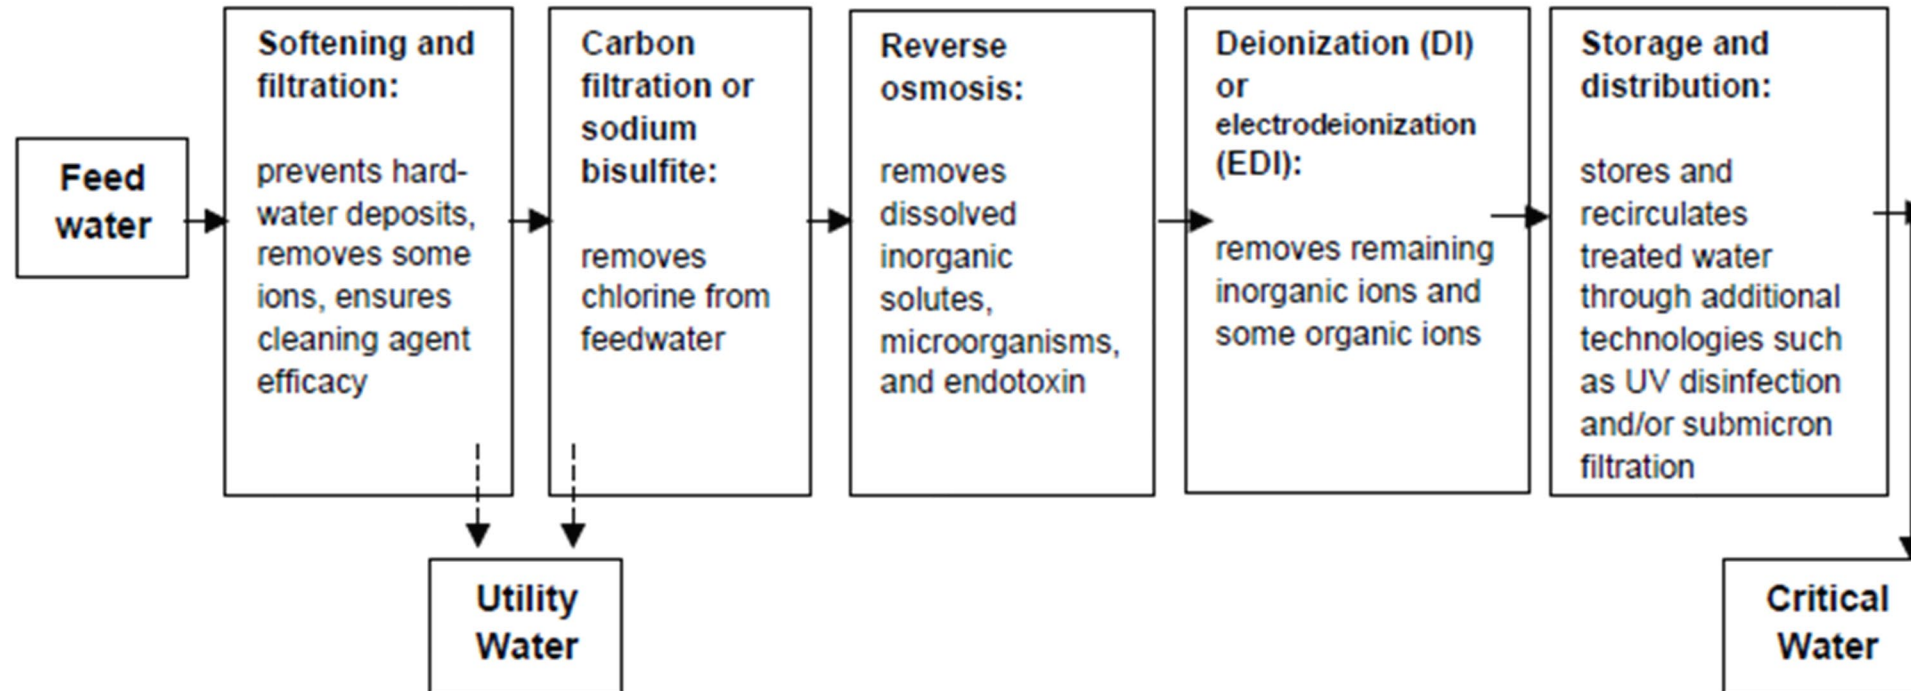 Feed
water
Softening and
filtration:
prevents hard-
water deposits,
removes some
ions, ensures
cleaning agent
efficacy
Carbon
filtration or
sodium
bisulfite:
removes
chlorine from
feedwater
Reverse
osmosis:
removes
dissolved
inorganic
solutes,
microorganisms,
and endotoxin
Deionization (DI)
or
electrodeionization
(EDI):
removes remaining
inorganic ions and
some organic ions
Storage and
distribution:
stores and
recirculates
treated water
through additional
technologies such
as UV disinfection
and/or submicron
filtration
Utility
Water
Critical
Water